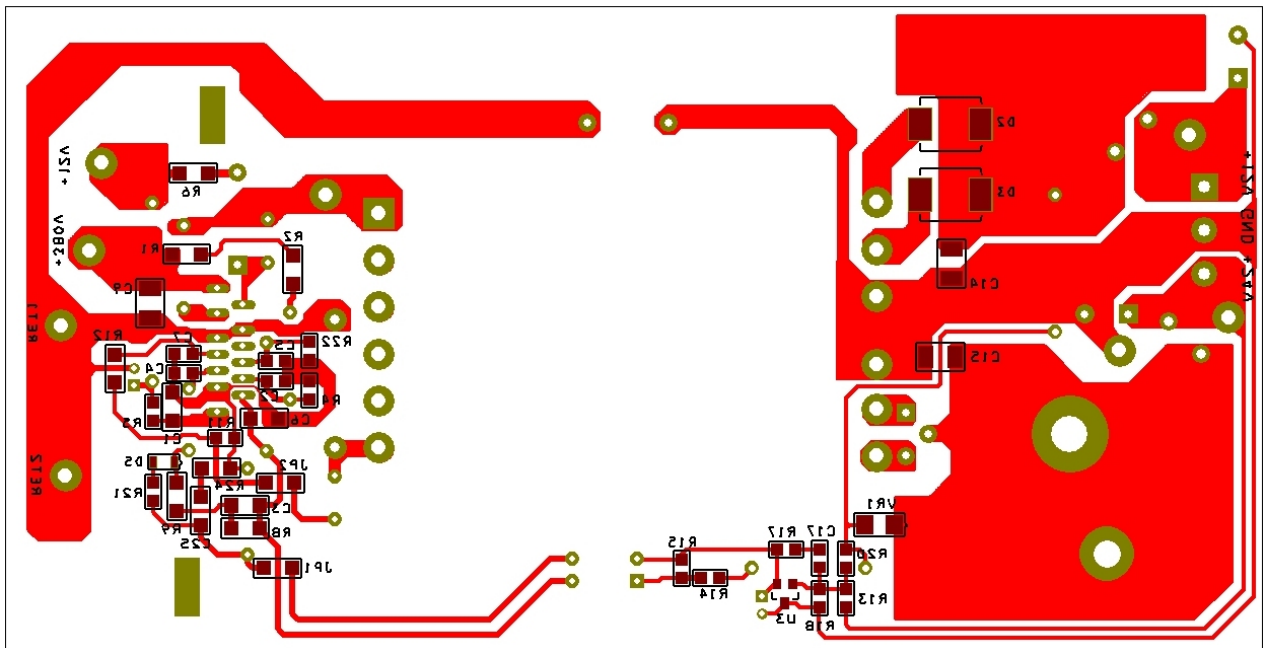 D2
+12V
R6
D3
+12V GND +24V
+380V
R1
R2
C9
C14
RET1
R12
C7
C5
R22
C4
C15
C2
R4
R3
C6
C1
R11
D5
R24
JP2
RET2
R21
R9
C3
VR1
C25
R8
R15
R17
C17
R20
JP1
R14
U3
R18
R13